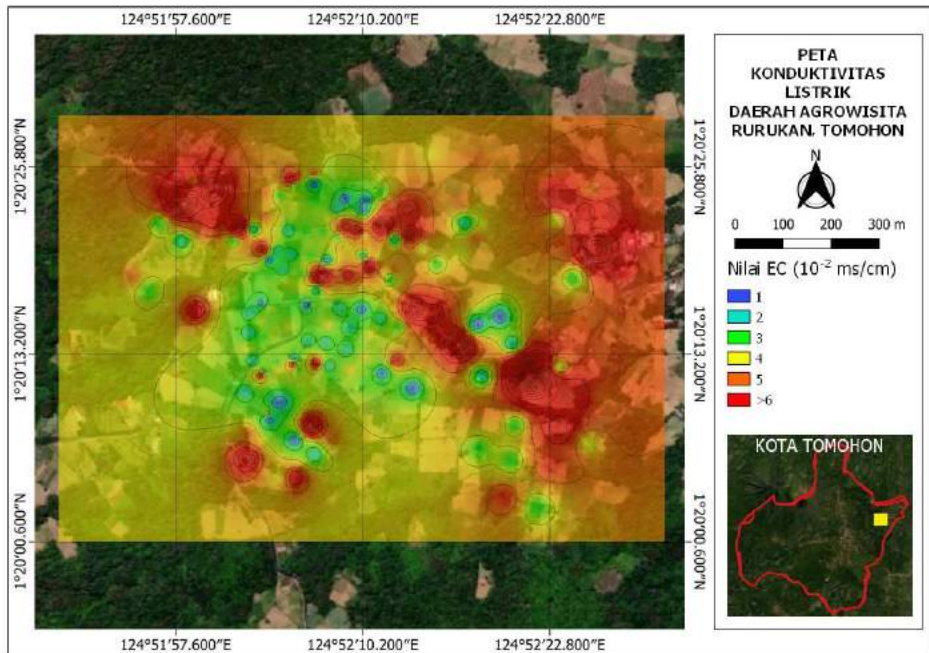 124°51′57.600″E
124°52′10.200″E
124°52′22.800″E
1°20′25.800″N
1°20′13.200″N
1°20′00.600″N
1°20′25.800″N
1°20′13.200″N
1°20′00.600″N
124°51′57.600″E
124°52′10.200″E
124°52′22.800″E
PETA
KONDUKTIVITAS
LISTRIK
DAERAH AGROWISITA
RURUKAN, TOMOHON
N
0 100 200 300 m
Nilai EC (10⁻² ms/cm)
1
2
3
4
5
>6
KOTA TOMOHON